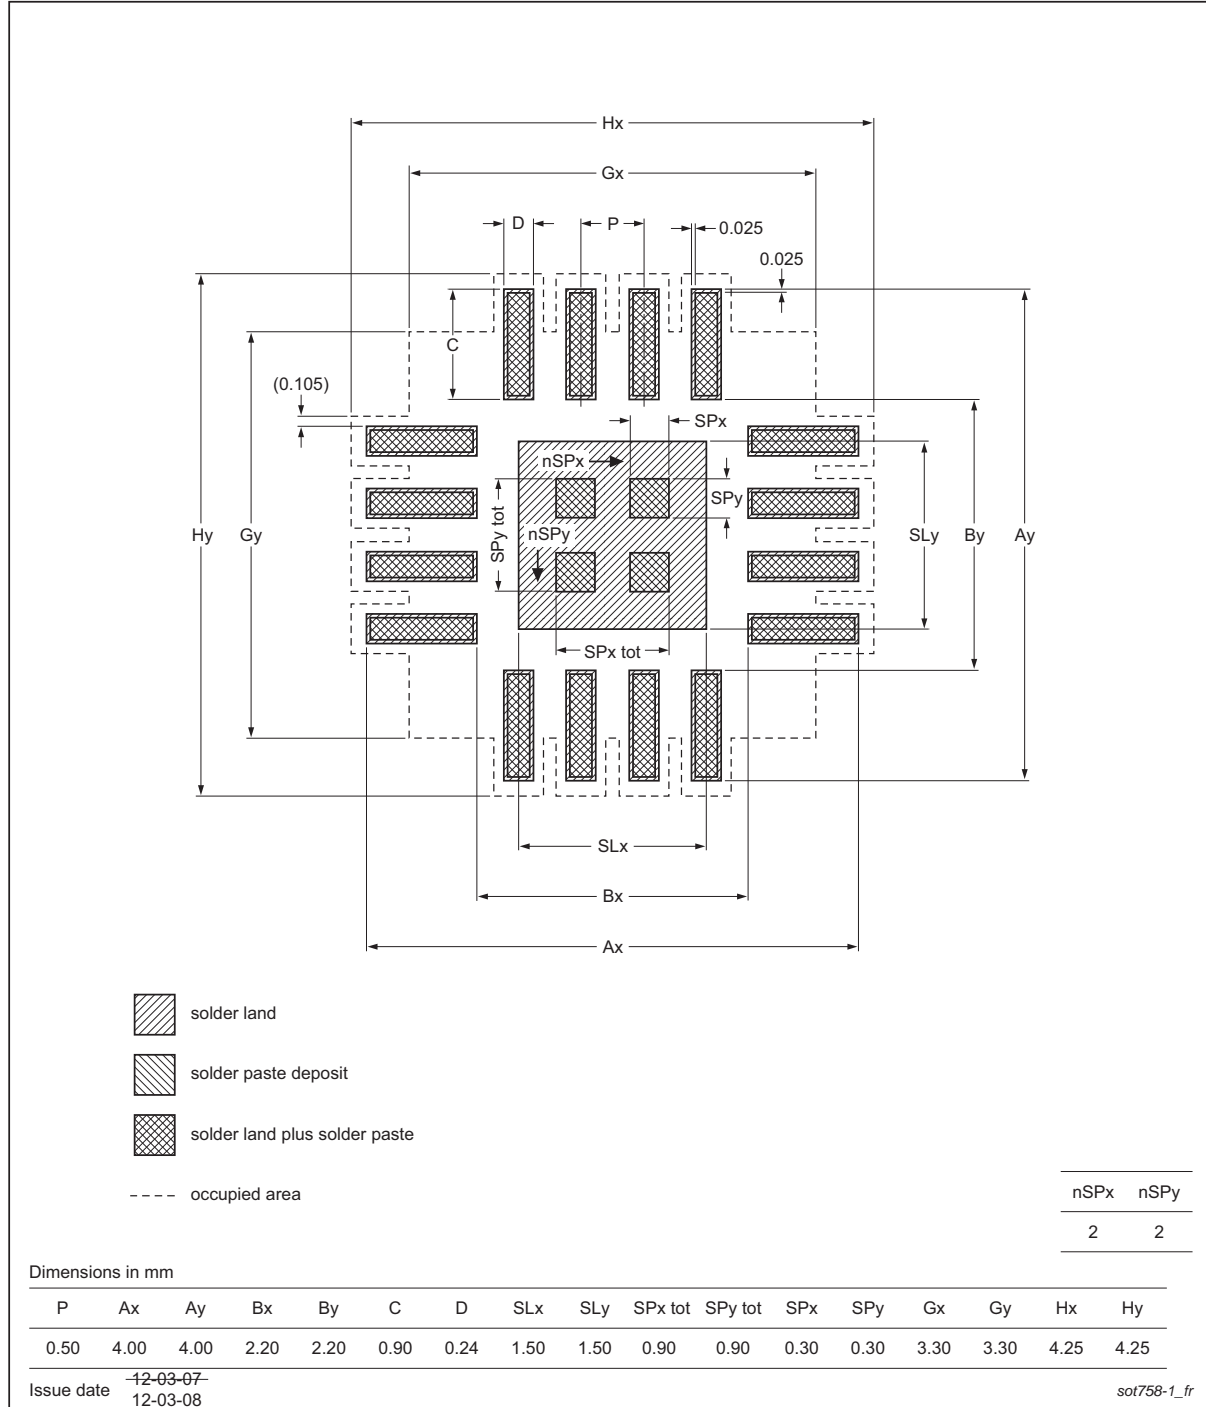 Hx
Gx
D P 0.025
0.025
C
(0.105)
SPx
nSPx
SPy
SPy tot
nSPy
Hy Gy SLy By Ay
SPx tot
SLx
Bx
Ax
solder land
solder paste deposit
solder land plus solder paste
occupied area
nSPx nSPy
2 2
Dimensions in mm
P Ax Ay Bx By C D SLx SLy SPx tot SPy tot SPx SPy Gx Gy Hx Hy
0.50 4.00 4.00 2.20 2.20 0.90 0.24 1.50 1.50 0.90 0.90 0.30 0.30 3.30 3.30 4.25 4.25
Issue date 12-03-07
12-03-08
sot758-1_fr